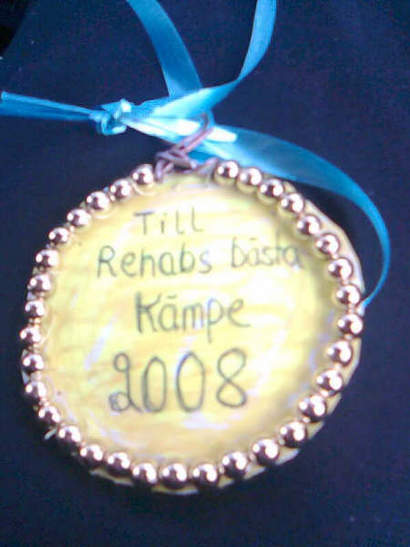 Till
Rehabs bästa
Kämpe
2008